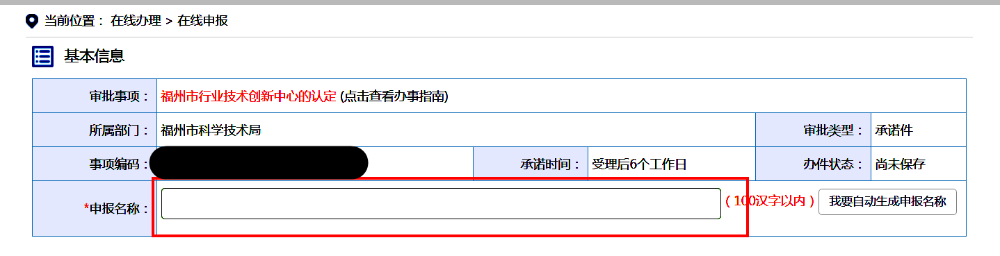 当前位置： 在线办理 > 在线申报
基本信息
审批事项： 福州市行业技术创新中心的认定 (点击查看办事指南)
所属部门： 福州市科学技术局 审批类型： 承诺件
事项编码： 承诺时间： 受理后6个工作日 办件状态： 尚未保存
*申报名称： （100汉字以内） 我要自动生成申报名称